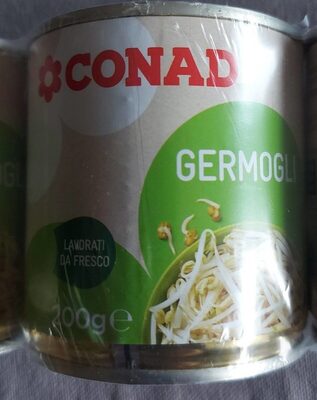 CONAD
GERMOGLI
LAVORATI
DA FRESCO
200g℮